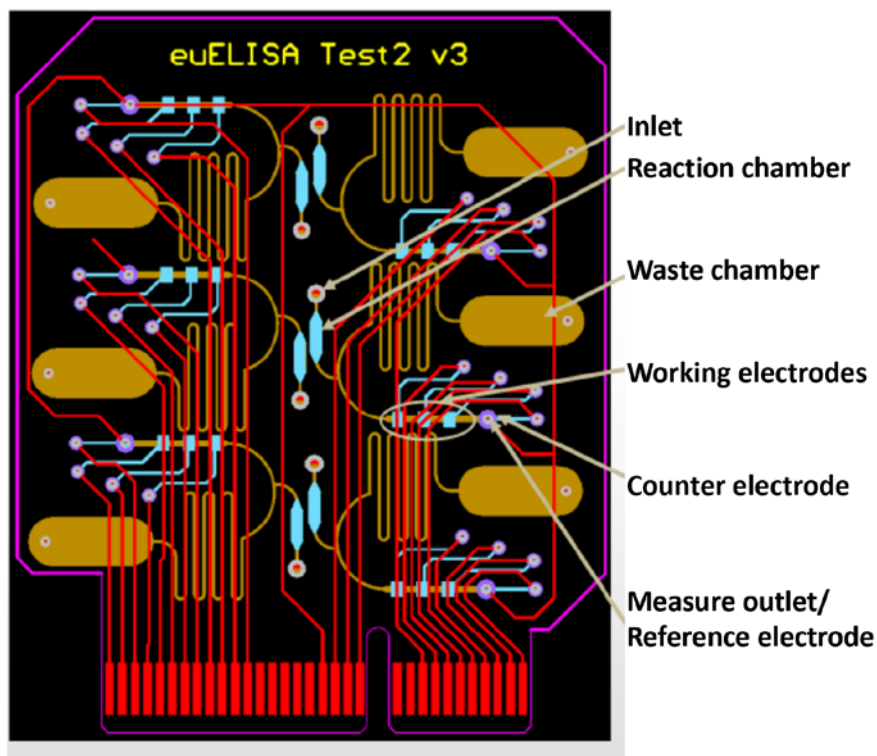 euELISA Test2 v3
Inlet
Reaction chamber
Waste chamber
Working electrodes
Counter electrode
Measure outlet/
Reference electrode